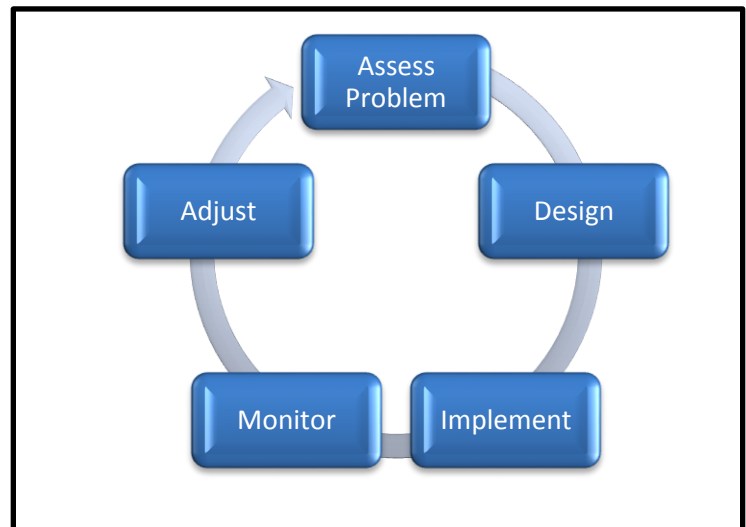 Assess
Problem
Design
Implement
Monitor
Adjust